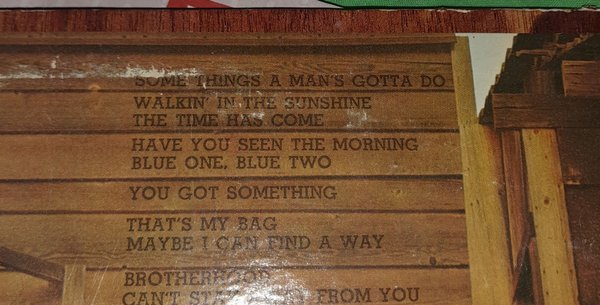 SOME THINGS A MAN'S GOTTA DO
WALKIN' IN THE SUNSHINE
THE TIME HAS COME
HAVE YOU SEEN THE MORNING
BLUE ONE, BLUE TWO
YOU GOT SOMETHING
THAT'S MY BAG
MAYBE I CAN FIND A WAY
BROTHERHOOD
CAN'T STAY FROM YOU